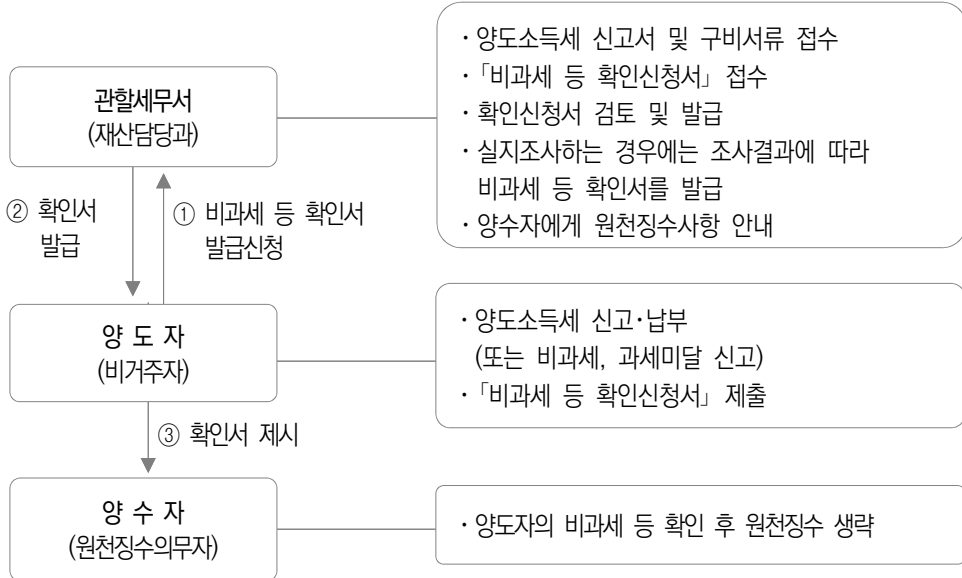 관할세무서
(재산담당과)
· 양도소득세 신고서 및 구비서류 접수
· 「비과세 등 확인신청서」 접수
· 확인신청서 검토 및 발급
· 실지조사하는 경우에는 조사결과에 따라
비과세 등 확인서를 발급
· 양수자에게 원천징수사항 안내
② 확인서
발급
① 비과세 등 확인서
발급신청
양 도 자
(비거주자)
· 양도소득세 신고·납부
(또는 비과세, 과세미달 신고)
· 「비과세 등 확인신청서」 제출
③ 확인서 제시
양 수 자
(원천징수의무자)
· 양도자의 비과세 등 확인 후 원천징수 생략